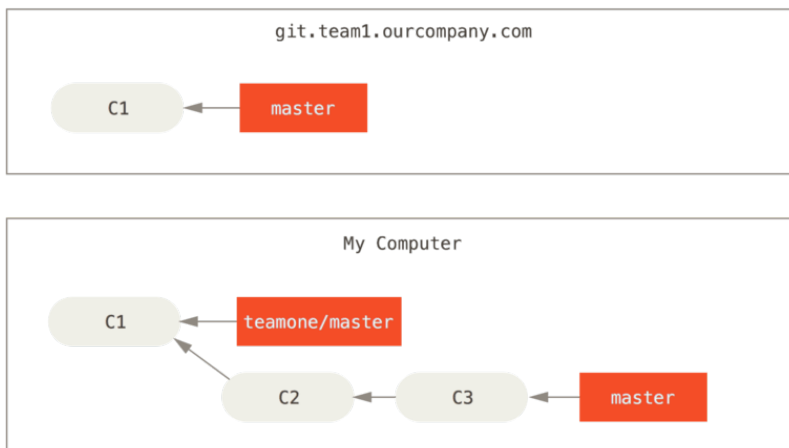 git.team1.ourcompany.com
C1
master
My Computer
C1
teamone/master
C2
C3
master